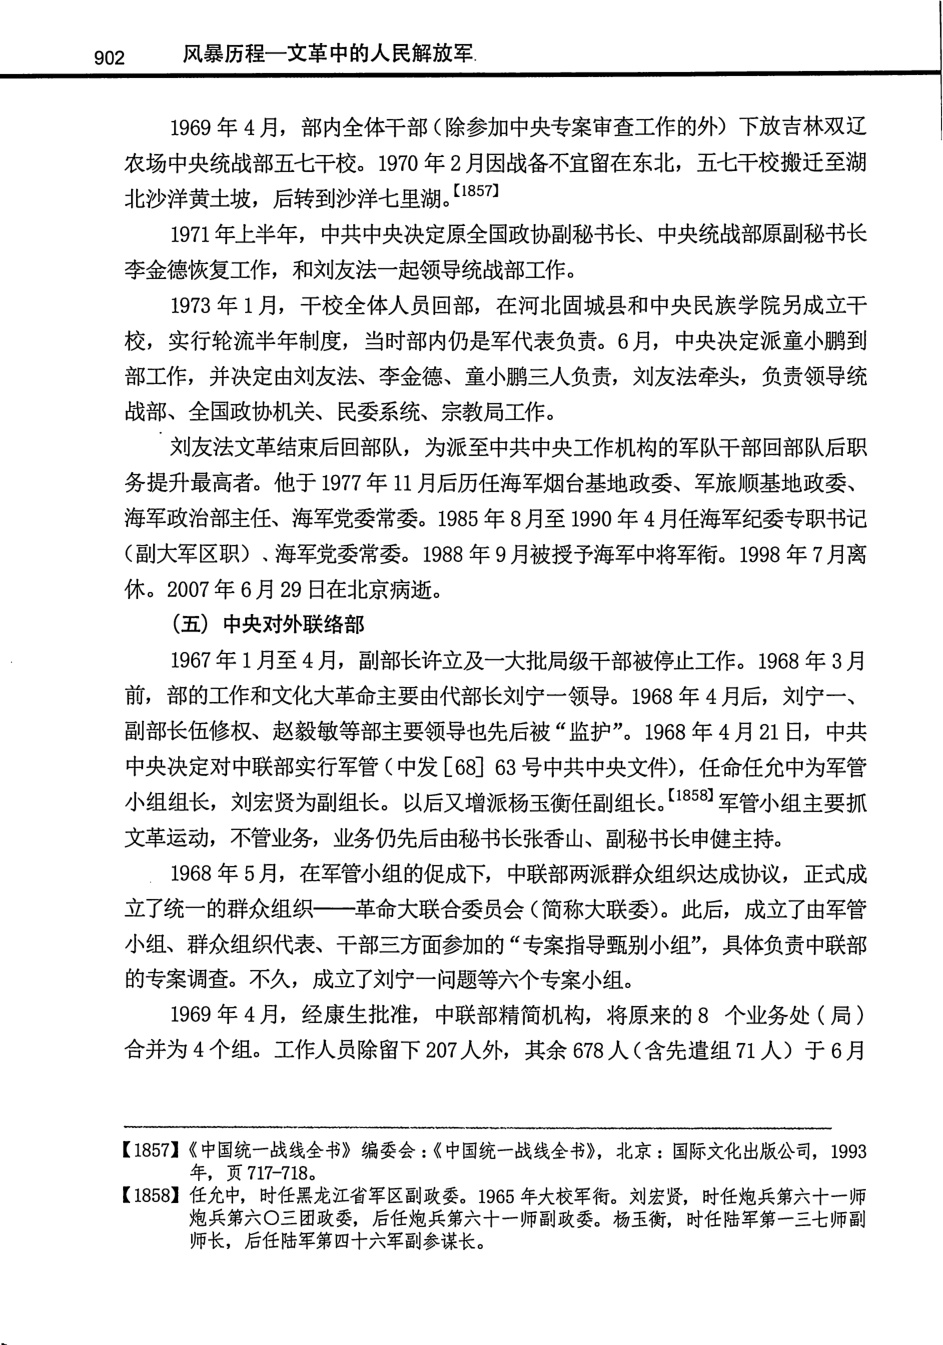 902 风暴历程—文革中的人民解放军
1969 年 4 月，部内全体干部（除参加中央专案审查工作的外）下放吉林双辽
农场中央统战部五七干校。1970 年 2 月因战备不宜留在东北，五七干校搬迁至湖
北沙洋黄土坡，后转到沙洋七里湖。【1857】
1971 年上半年，中共中央决定原全国政协副秘书长、中央统战部原副秘书长
李金德恢复工作，和刘友法一起领导统战部工作。
1973 年 1 月，干校全体人员回部，在河北固城县和中央民族学院另成立干
校，实行轮流半年制度，当时部内仍是军代表负责。6 月，中央决定派童小鹏到
部工作，并决定由刘友法、李金德、童小鹏三人负责，刘友法牵头，负责领导统
战部、全国政协机关、民委系统、宗教局工作。
刘友法文革结束后回部队，为派至中共中央工作机构的军队干部回部队后职
务提升最高者。他于 1977 年 11 月后历任海军烟台基地政委、军旅顺基地政委、
海军政治部主任、海军党委常委。1985 年 8 月至 1990 年 4 月任海军纪委专职书记
（副大军区职）、海军党委常委。1988 年 9 月被授予海军中将军衔。1998 年 7 月离
休。2007 年 6 月 29 日在北京病逝。
（五）中央对外联络部
1967 年 1 月至 4 月，副部长许立及一大批局级干部被停止工作。1968 年 3 月
前，部的工作和文化大革命主要由代部长刘宁一领导。1968 年 4 月后，刘宁一、
副部长伍修权、赵毅敏等部主要领导也先后被“监护”。1968 年 4 月 21 日，中共
中央决定对中联部实行军管（中发［68］63 号中共中央文件），任命任允中为军管
小组组长，刘宏贤为副组长。以后又增派杨玉衡任副组长。【1858】军管小组主要抓
文革运动，不管业务，业务仍先后由秘书长张香山、副秘书长申健主持。
1968 年 5 月，在军管小组的促成下，中联部两派群众组织达成协议，正式成
立了统一的群众组织——革命大联合委员会（简称大联委）。此后，成立了由军管
小组、群众组织代表、干部三方面参加的“专案指导甄别小组”，具体负责中联部
的专案调查。不久，成立了刘宁一问题等六个专案小组。
1969 年 4 月，经康生批准，中联部精简机构，将原来的 8 个业务处（局）
合并为 4 个组。工作人员除留下 207 人外，其余 678 人（含先遣组 71 人）于 6 月
【1857】《中国统一战线全书》编委会：《中国统一战线全书》，北京：国际文化出版公司，1993
年，页 717-718。
【1858】任允中，时任黑龙江省军区副政委。1965 年大校军衔。刘宏贤，时任炮兵第六十一师
炮兵第六〇三团政委，后任炮兵第六十一师副政委。杨玉衡，时任陆军第一三七师副
师长，后任陆军第四十六军副参谋长。